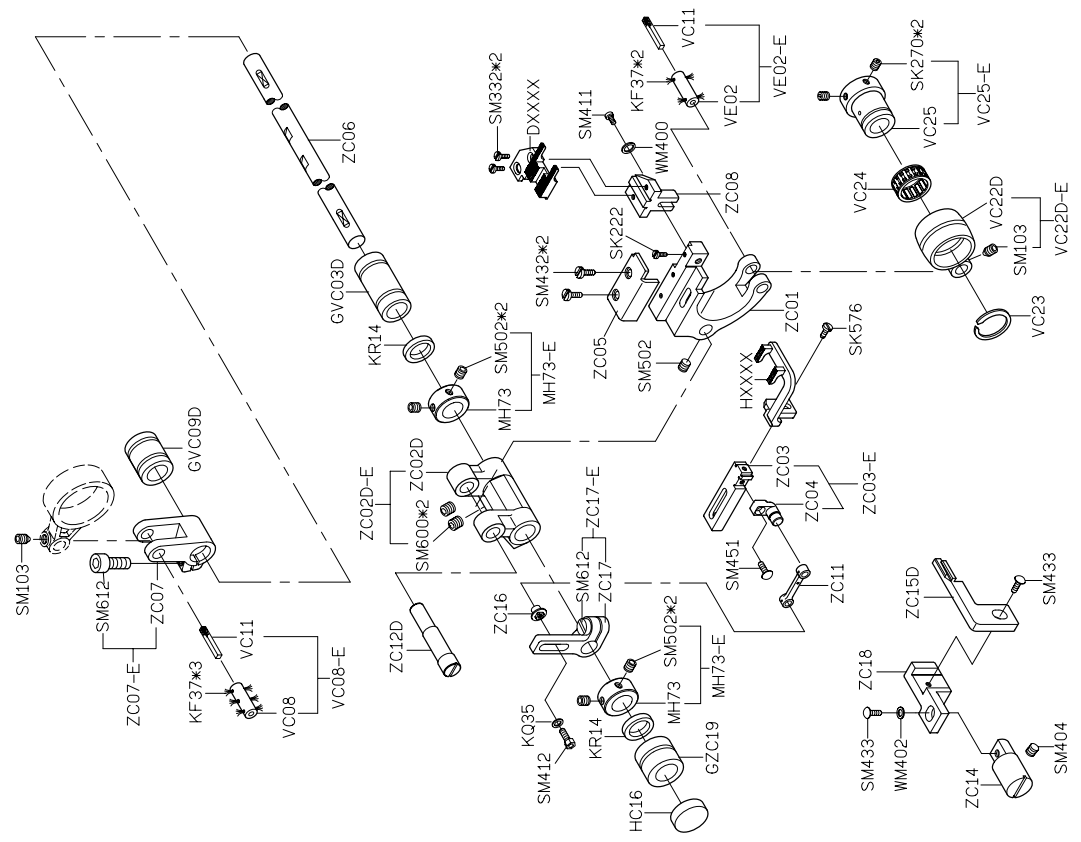 SM103
SM612
ZC07
ZC07-E
KF37*3
VC11
VC08
VC08-E
GVC09D
ZC06
GVC03D
KR14
SM502*2
MH73
MH73-E
ZC02D-E
ZC02D
SM600*2
ZC12D
ZC16
SM612
ZC17
ZC17-E
KQ35
SM412
SM502*2
MH73
MH73-E
KR14
GZC19
HC16
SM332*2
DXXXX
SM411
WM400
ZC08
SK222
SM432*2
ZC05
SM502
ZC01
KF37*2
VC11
VE02
VE02-E
SK270*2
VC25
VC25-E
VC24
VC22D
SM103
VC22D-E
VC23
SK576
HXXXX
ZC03
ZC04
ZC03-E
SM451
ZC11
ZC15D
SM433
ZC18
SM433
WM402
ZC14
SM404